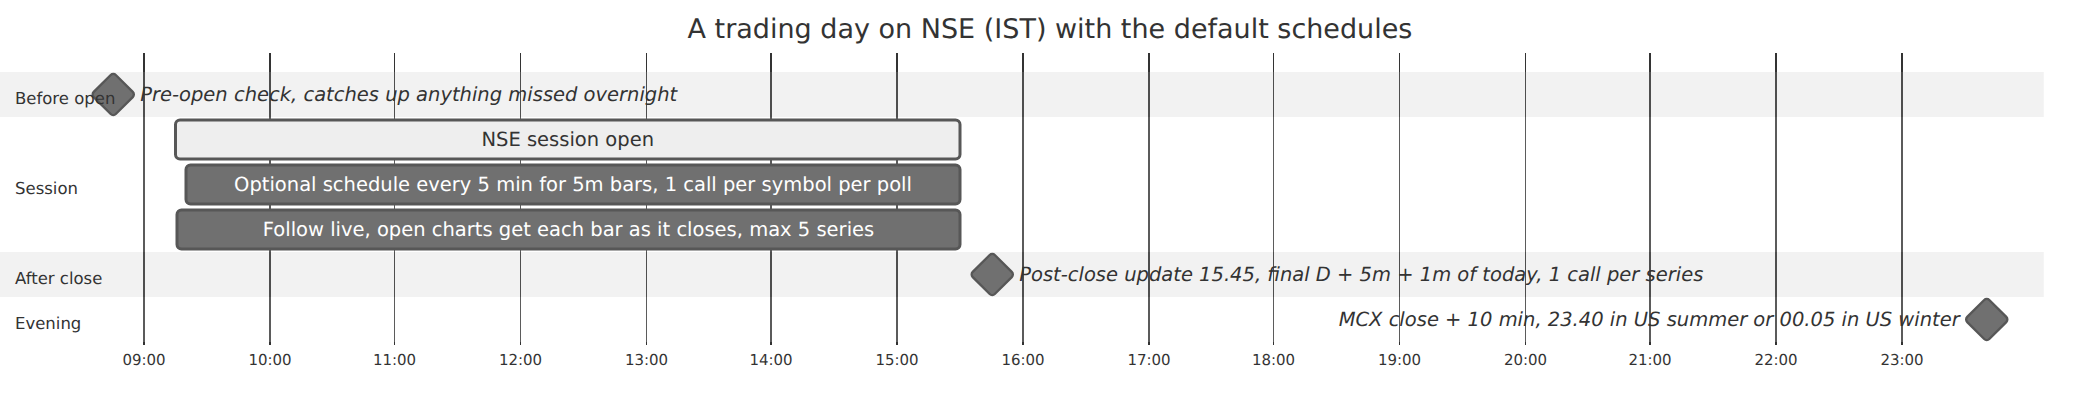 A trading day on NSE (IST) with the default schedules
Before open
Pre-open check, catches up anything missed overnight
NSE session open
Session
Optional schedule every 5 min for 5m bars, 1 call per symbol per poll
Follow live, open charts get each bar as it closes, max 5 series
After close
Post-close update 15.45, final D + 5m + 1m of today, 1 call per series
Evening
MCX close + 10 min, 23.40 in US summer or 00.05 in US winter
09:00 10:00 11:00 12:00 13:00 14:00 15:00 16:00 17:00 18:00 19:00 20:00 21:00 22:00 23:00